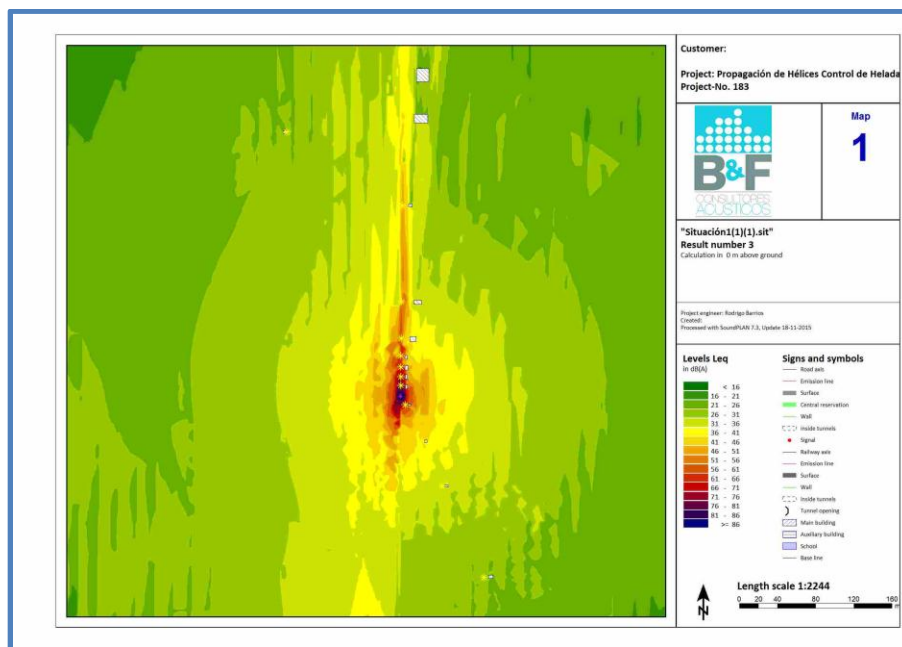 Customer:
Project: Propagación de Hélices Control de Helada
Project-No. 183
Map
1
B&F
CONSULTORES
ACÚSTICOS
"Situación1(1)(1).sit"
Result number 3
Calculation in 0 m above ground
Project engineer: Rodrigo Barrios
Created:
Processed with SoundPLAN 7.3, Update 18-11-2015
Levels Leq
in dB(A)
< 16
16 - 21
21 - 26
26 - 31
31 - 36
36 - 41
41 - 46
46 - 51
51 - 56
56 - 61
61 - 66
66 - 71
71 - 76
76 - 81
81 - 86
>= 86
Signs and symbols
Road axis
Emission line
Surface
Central reservation
Wall
Inside tunnels
Signal
Railway axis
Emission line
Surface
Wall
Inside tunnels
Tunnel opening
Main building
Auxiliary building
School
Base line
N
Length scale 1:2244
0 20 40 80 120 160
m